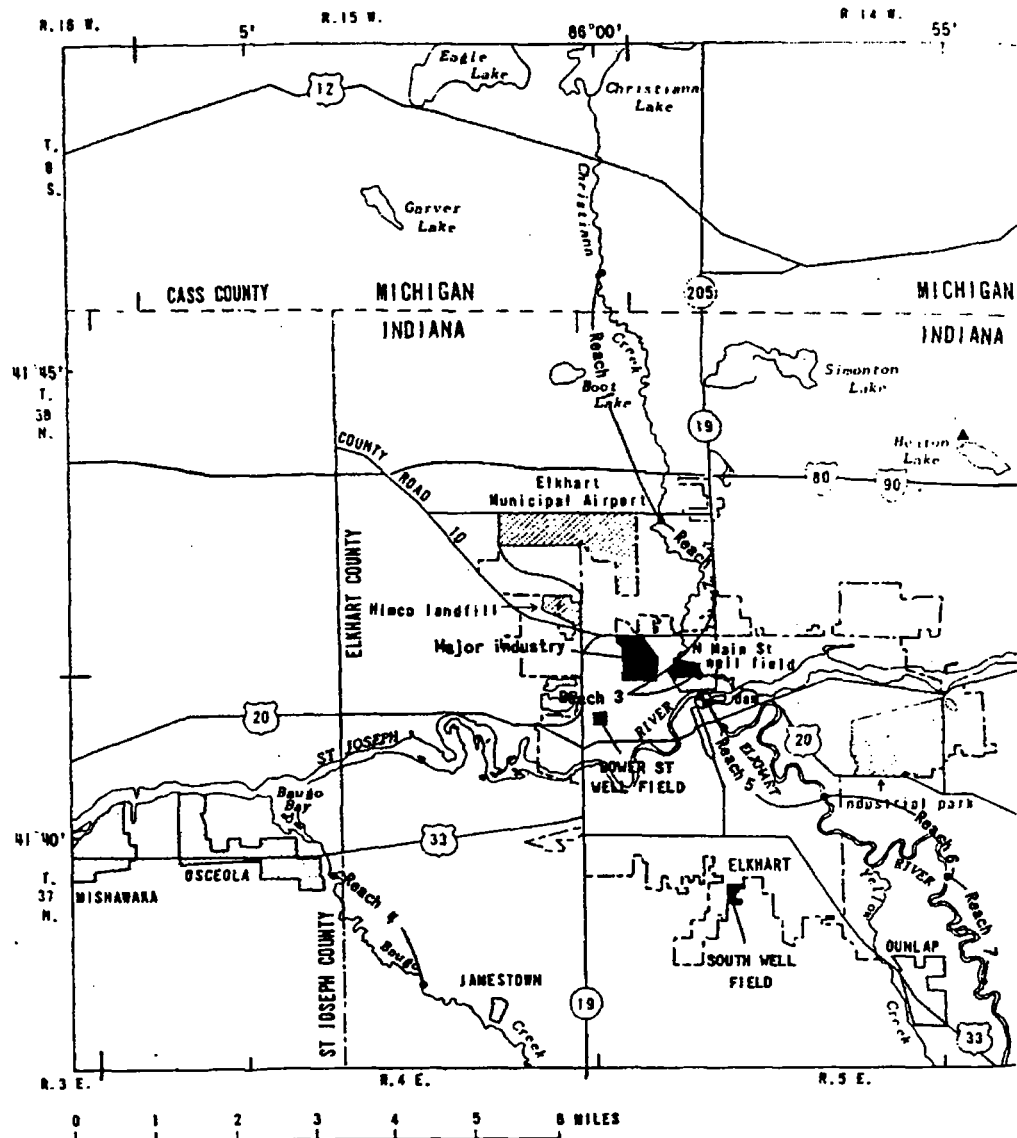 R.16 W.
R.15 W.
R 14 W.
5'
86°00'
55'
Eagle
Lake
Christiana
Lake
12
T.
8
S.
Christiann
Garver
Lake
CASS COUNTY
MICHIGAN
MICHIGAN
205
INDIANA
INDIANA
Reach
Creek
41°45'
T.
38
N.
Boot
Lake
Simonton
Lake
19
COUNTY
ROAD
10
Lake
Elkhart
Municipal Airport
80
90
Reach
ELKHART COUNTY
Himco landfill
Major industry
N Main St
well field
Reach 3
dam
20
ST JOSEPH
RIVER
BOWER ST
WELL FIELD
Reach 5
ELKHART
20
Industrial park
Baugo
Bay
41°40'
T.
37
N.
33
MISHAWAKA
OSCEOLA
Reach 4
ELKHART
Reach 6
RIVER
Reach 7
Baugo
SOUTH WELL
FIELD
DUNLAP
JAMESTOWN
ST JOSEPH COUNTY
Creek
19
Creek
33
R.3 E.
R.4 E.
R.5 E.
0 1 2 3 4 5 6 MILES